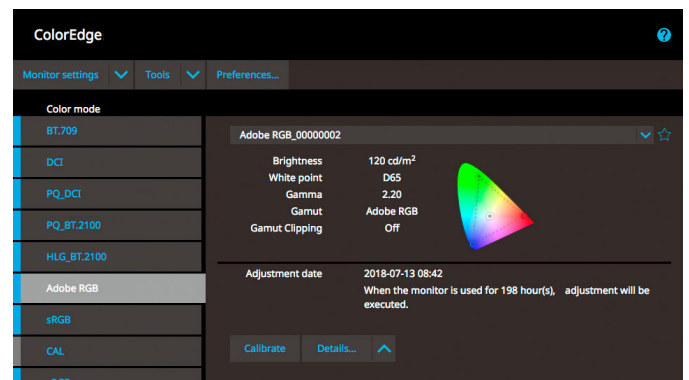 ColorEdge
?
Monitor settings
Tools
Preferences...
Color mode
BT.709
DCI
PQ_DCI
PQ_BT.2100
HLG_BT.2100
Adobe RGB
sRGB
CAL
Adobe RGB_00000002
Brightness 120 cd/m²
White point D65
Gamma 2.20
Gamut Adobe RGB
Gamut Clipping Off
Adjustment date 2018-07-13 08:42
When the monitor is used for 198 hour(s), adjustment will be
executed.
Calibrate
Details...